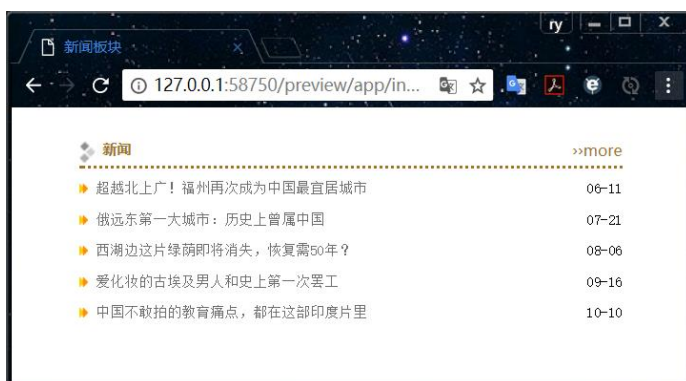 ry
新闻板块
127.0.0.1:58750/preview/app/in...
新闻
››more
超越北上广！福州再次成为中国最宜居城市 06-11
俄远东第一大城市：历史上曾属中国 07-21
西湖边这片绿荫即将消失，恢复需50年？ 08-06
爱化妆的古埃及男人和史上第一次罢工 09-16
中国不敢拍的教育痛点，都在这部印度片里 10-10